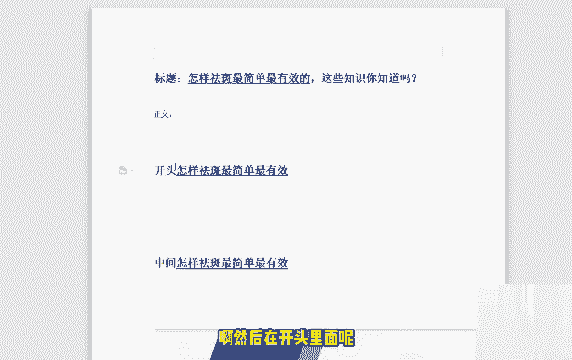 标题：怎样祛斑最简单最有效的，这些知识你知道吗？
正文：
开头怎样祛斑最简单最有效
中间怎样祛斑最简单最有效
啊然后在开头里面呢